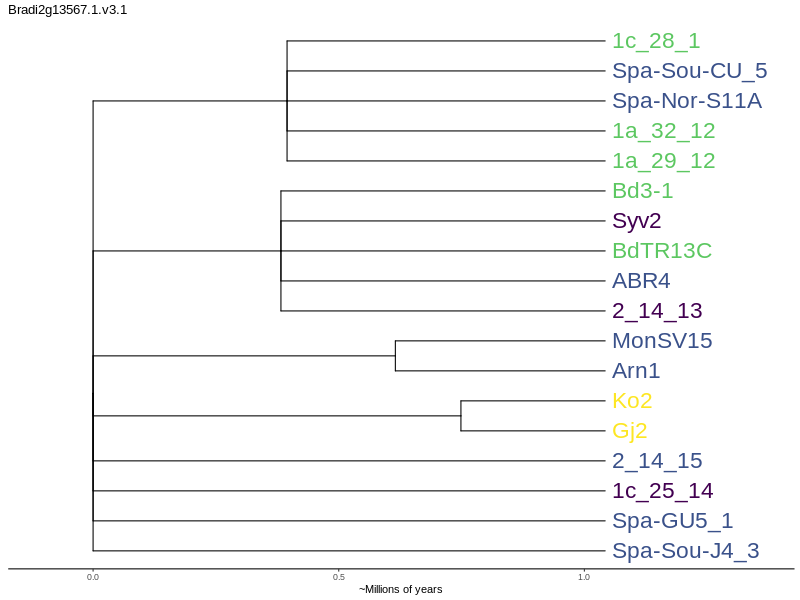 Bradi2g13567.1.v3.1
1c_28_1
Spa-Sou-CU_5
Spa-Nor-S11A
1a_32_12
1a_29_12
Bd3-1
Syv2
BdTR13C
ABR4
2_14_13
MonSV15
Arn1
Ko2
Gj2
2_14_15
1c_25_14
Spa-GU5_1
Spa-Sou-J4_3
0.0 0.5 1.0
~Millions of years